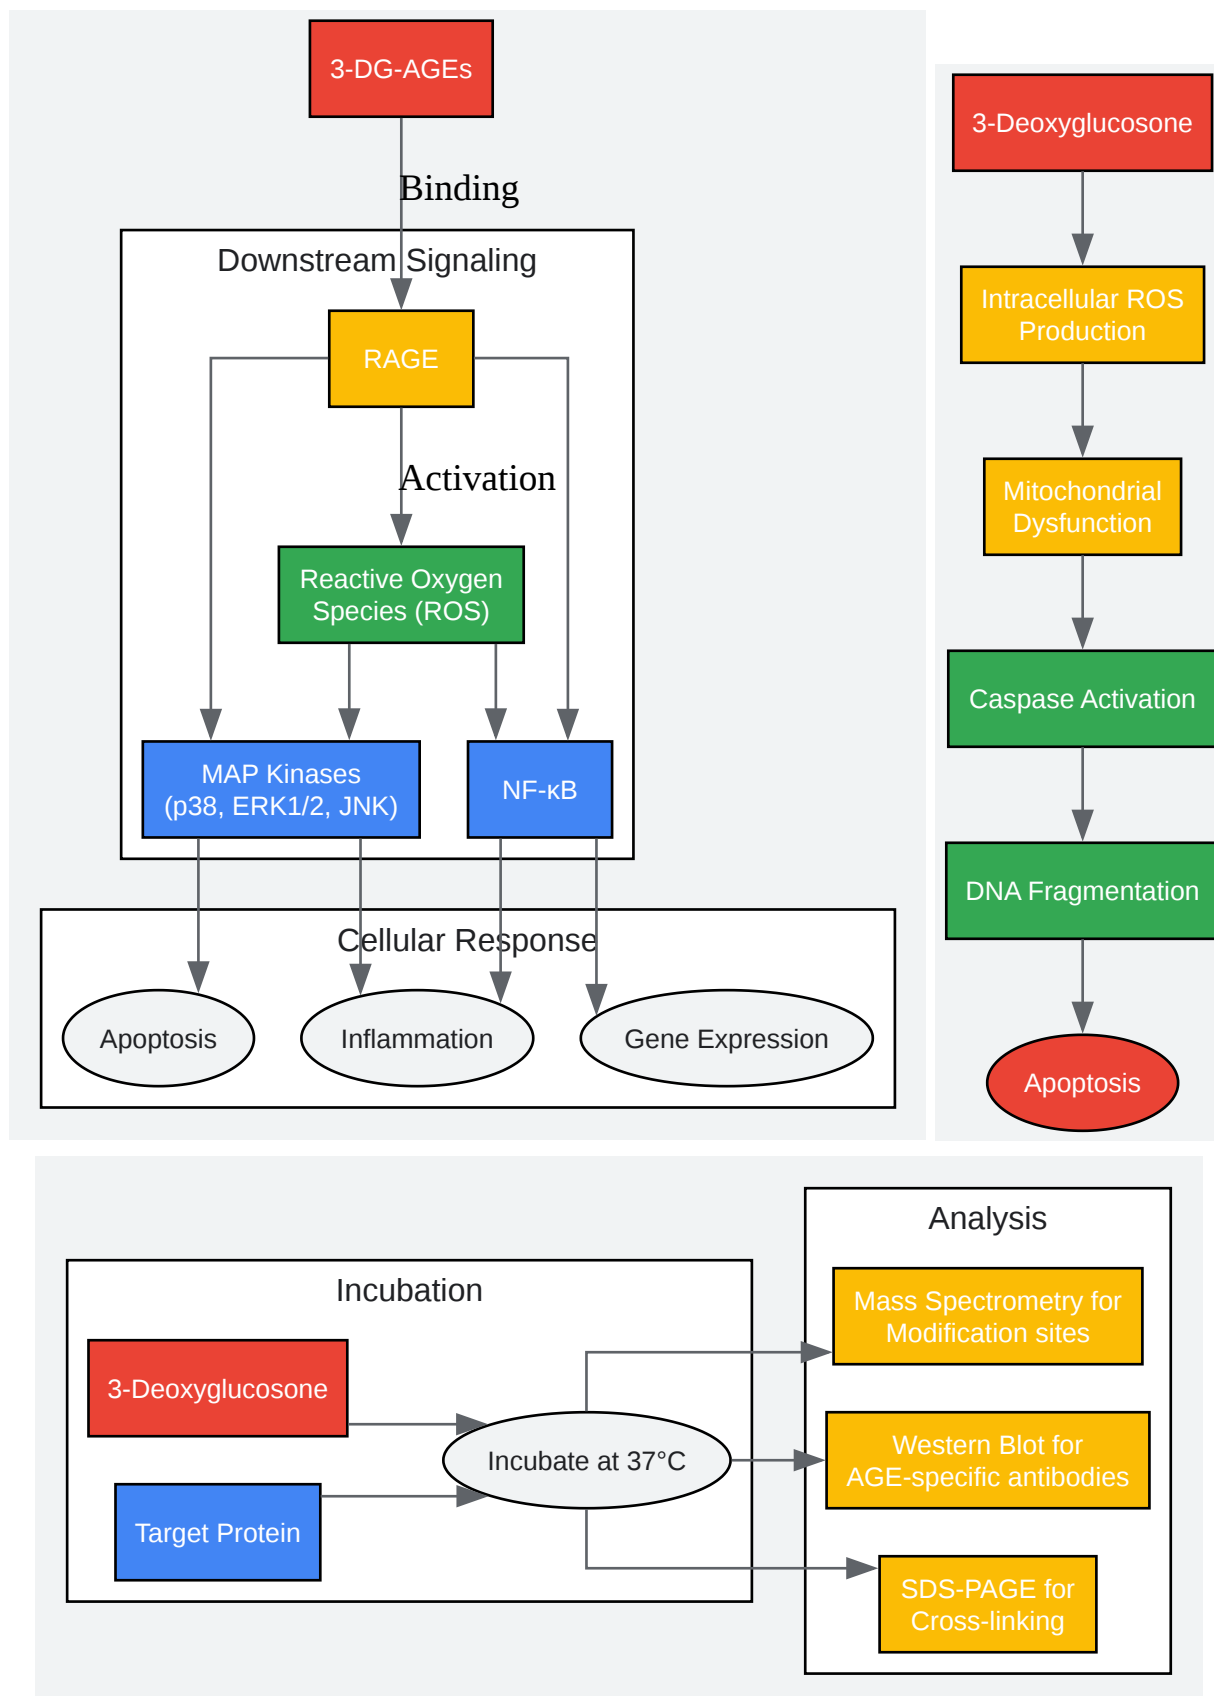 3-DG-AGEs
Binding
Downstream Signaling
RAGE
Activation
Reactive Oxygen
Species (ROS)
MAP Kinases
(p38, ERK1/2, JNK)
NF-κB
Cellular Response
Apoptosis
Inflammation
Gene Expression
3-Deoxyglucosone
Intracellular ROS
Production
Mitochondrial
Dysfunction
Caspase Activation
DNA Fragmentation
Apoptosis
Incubation
3-Deoxyglucosone
Target Protein
Incubate at 37°C
Analysis
Mass Spectrometry for
Modification sites
Western Blot for
AGE-specific antibodies
SDS-PAGE for
Cross-linking